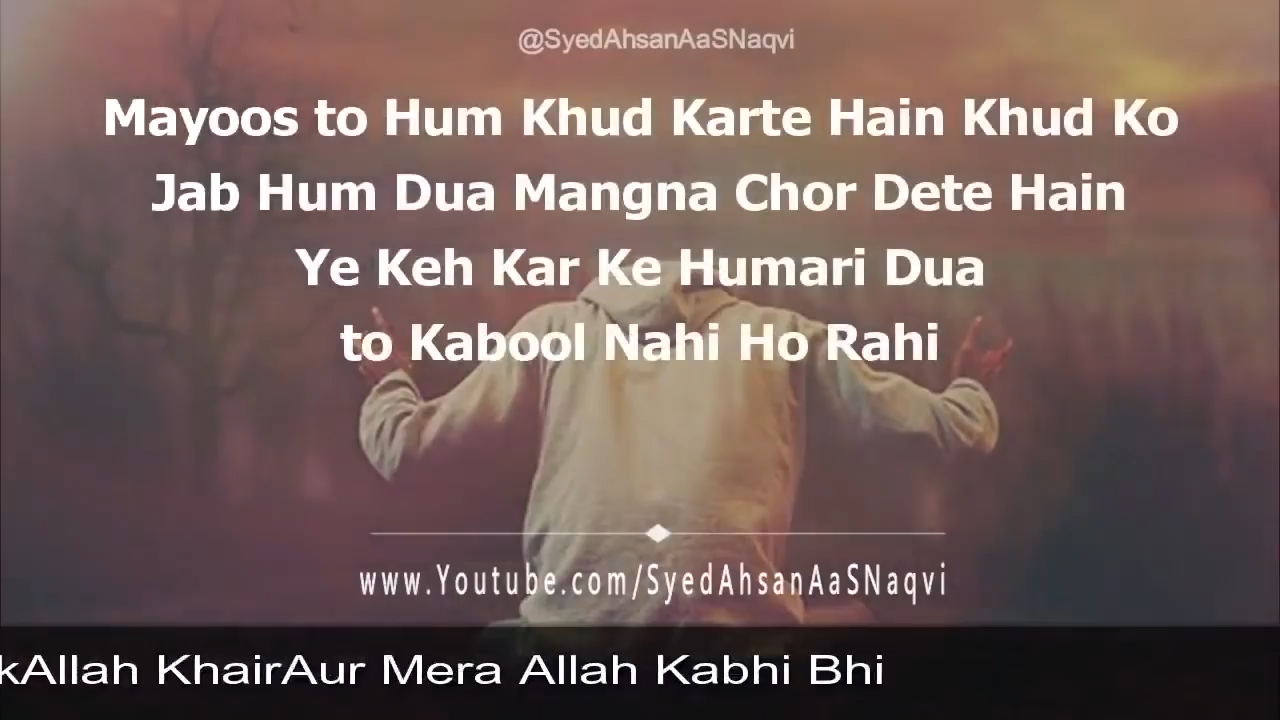 @SyedAhsanAaSNaqvi
Mayoos to Hum Khud Karte Hain Khud Ko
Jab Hum Dua Mangna Chor Dete Hain
Ye Keh Kar Ke Humari Dua
to Kabool Nahi Ho Rahi
www.Youtube.com/SyedAhsanAaSNaqvi
kAllah KhairAur Mera Allah Kabhi Bhi